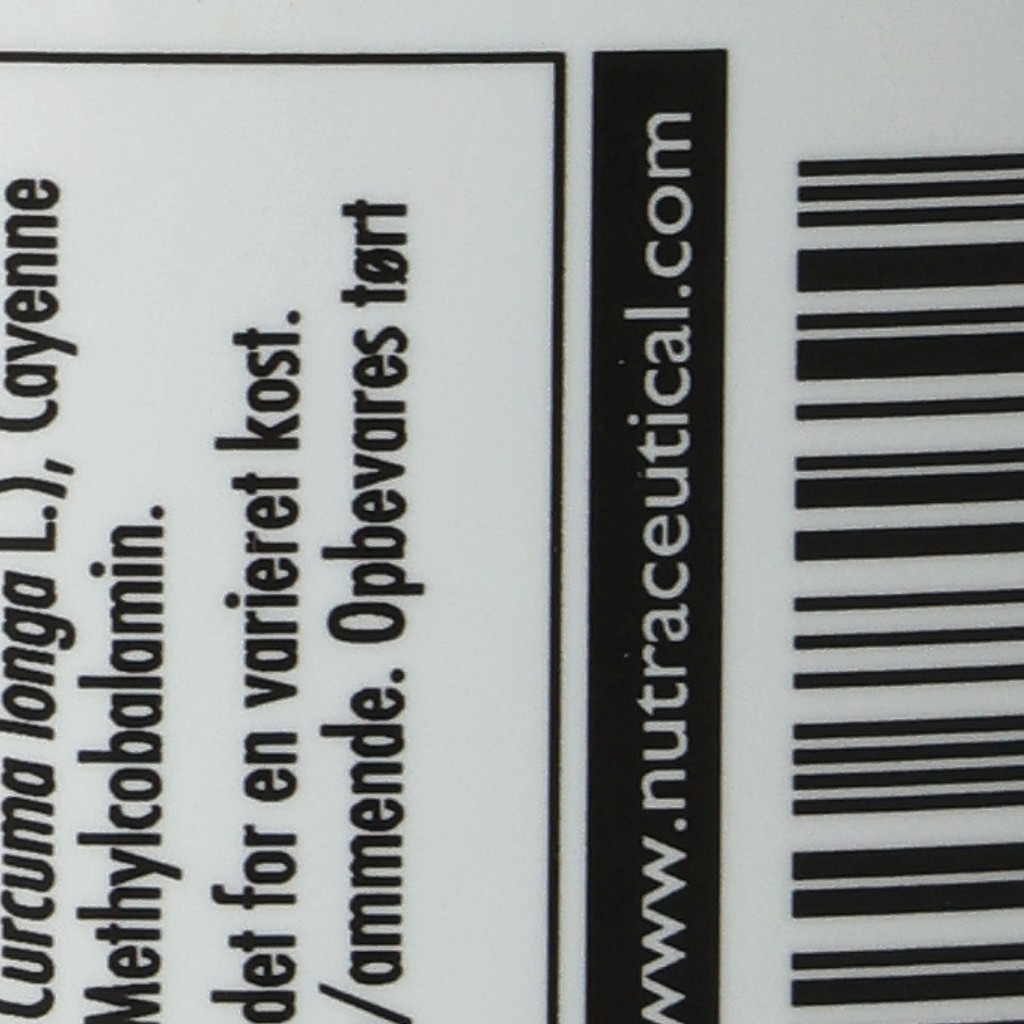 Curcuma longa L.), Cayenne
Methylcobalamin.
det for en varieret kost.
/ammende. Opbevares tørt
www.nutraceutical.com